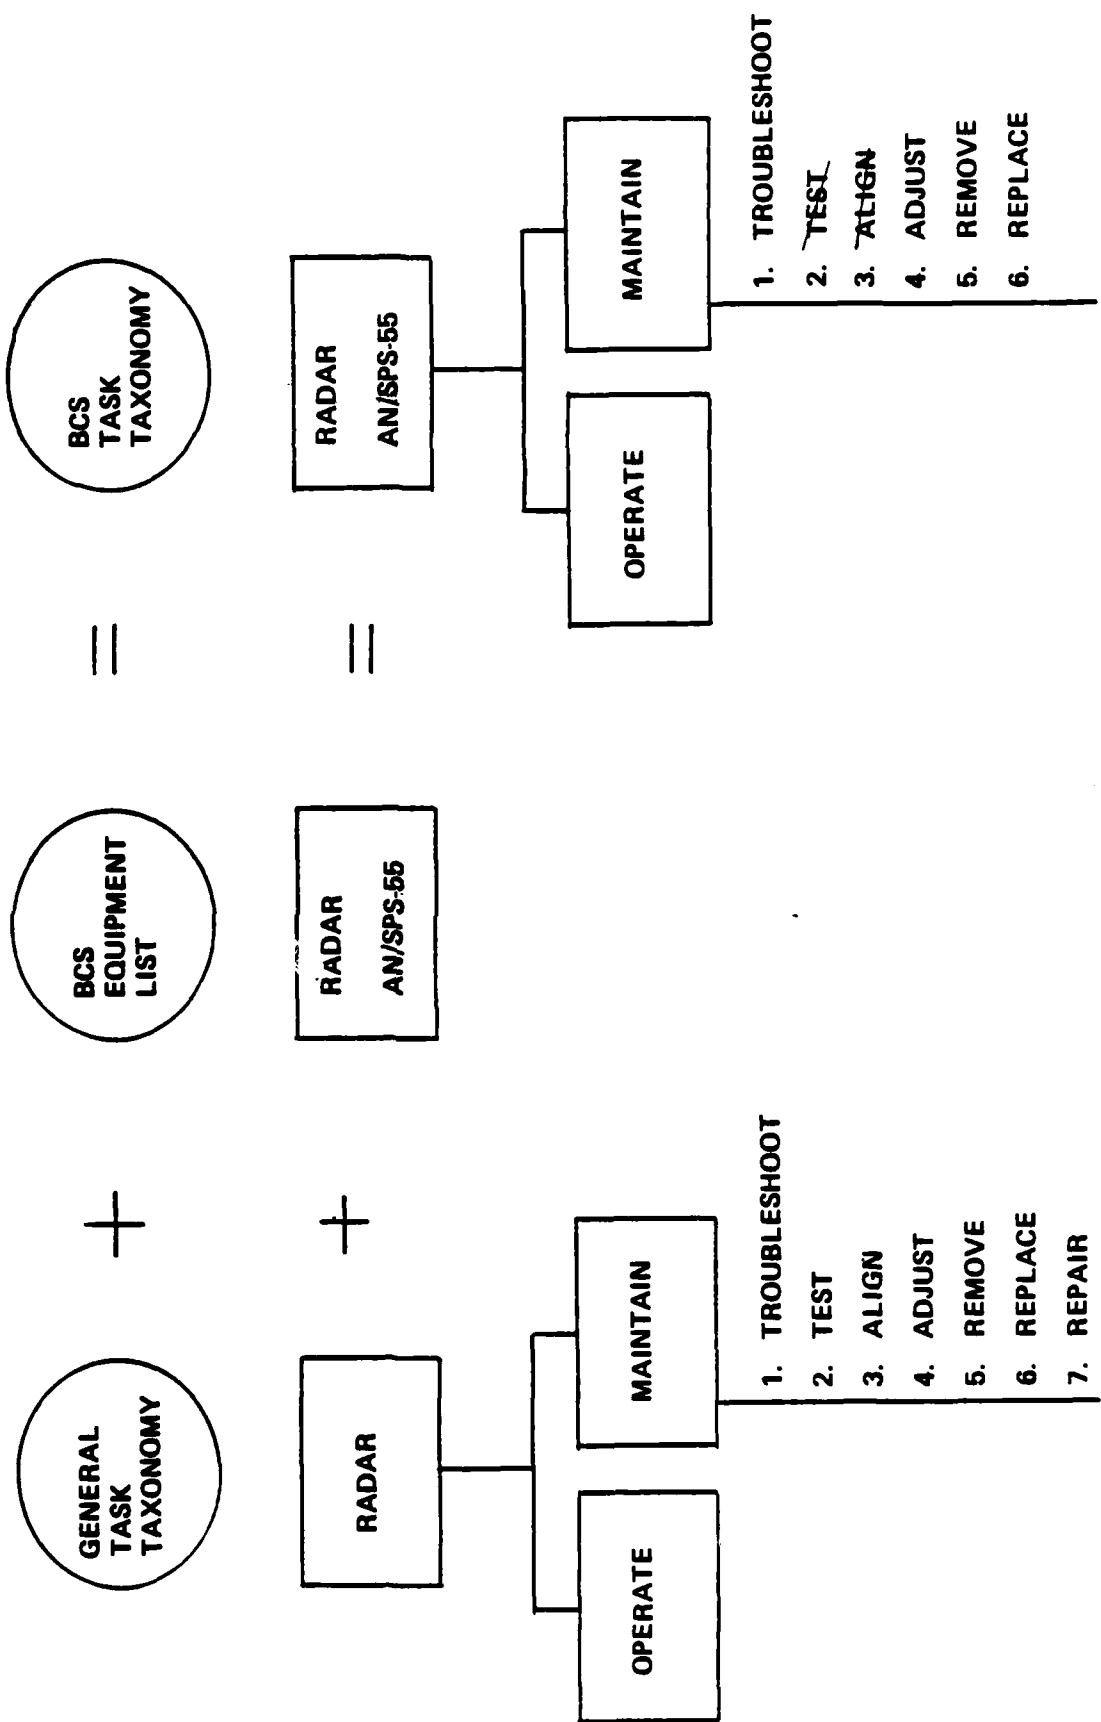 GENERAL
TASK
TAXONOMY
+
BCS
EQUIPMENT
LIST
=
BCS
TASK
TAXONOMY
RADAR
+
RADAR
AN/SPS-55
=
RADAR
AN/SPS-55
OPERATE
MAINTAIN
1. TROUBLESHOOT
2. TEST
3. ALIGN
4. ADJUST
5. REMOVE
6. REPLACE
7. REPAIR
OPERATE
MAINTAIN
1. TROUBLESHOOT
2. TEST
3. ALIGN
4. ADJUST
5. REMOVE
6. REPLACE